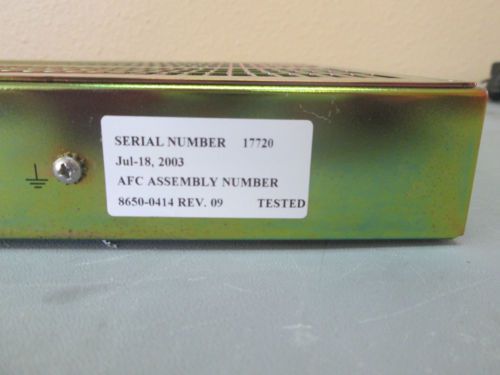 SERIAL NUMBER 17720
Jul-18, 2003
AFC ASSEMBLY NUMBER
8650-0414 REV. 09 TESTED